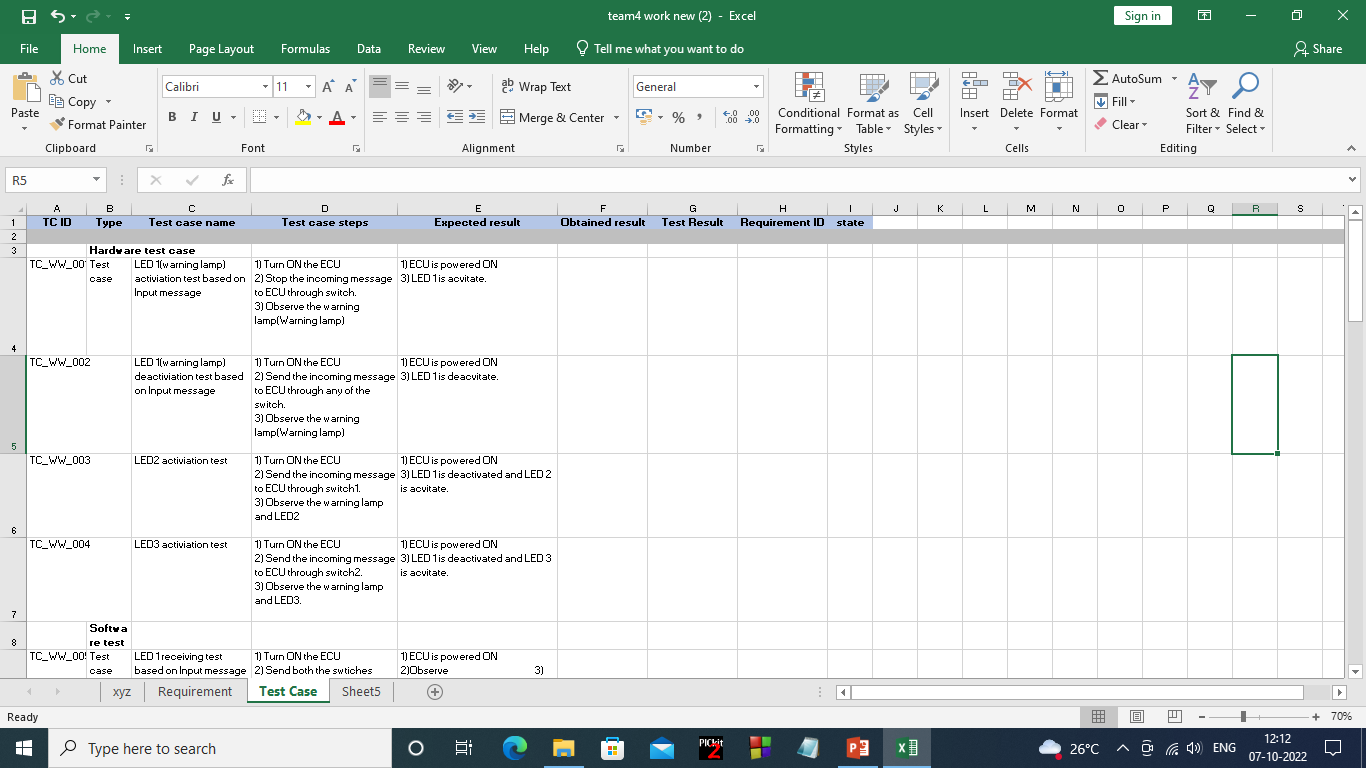 team4 work new (2) - Excel
Sign in
File Home Insert Page Layout Formulas Data Review View Help Tell me what you want to do Share
Paste
Cut
Copy
Format Painter
Clipboard
Calibri 11
B I U
Font
Wrap Text
Merge & Center
Alignment
General
% ,
Number
Conditional Formatting
Format as Table
Cell Styles
Styles
Insert Delete Format
Cells
AutoSum
Fill
Clear
Sort & Filter
Find & Select
Editing
R5 fx
A B C D E F G H I J K L M N O P Q R S
1 TC ID Type Test case name Test case steps Expected result Obtained result Test Result Requirement ID state
2
3 Hardware test case
4
TC_WW_001
Test case
LED 1(warning lamp)
activiation test based on
Input message
1) Turn ON the ECU
2) Stop the incoming message
to ECU through switch.
3) Observe the warning
lamp(Warning lamp)
1) ECU is powered ON
3) LED 1 is acvitate.
5
TC_WW_002
LED 1(warning lamp)
deactiviation test based
on Input message
1) Turn ON the ECU
2) Send the incoming message
to ECU through any of the
switch.
3) Observe the warning
lamp(Warning lamp)
1) ECU is powered ON
3) LED 1 is deacvitate.
6
TC_WW_003
LED2 activiation test
1) Turn ON the ECU
2) Send the incoming message
to ECU through switch1.
3) Observe the warning lamp
and LED2
1) ECU is powered ON
3) LED 1 is deactivated and LED 2
is acvitate.
7
TC_WW_004
LED3 activiation test
1) Turn ON the ECU
2) Send the incoming message
to ECU through switch2.
3) Observe the warning lamp
and LED3.
1) ECU is powered ON
3) LED 1 is deactivated and LED 3
is acvitate.
8
Softwa
re test
TC_WW_005
Test
case
LED 1 receiving test
based on Input message
1) Turn ON the ECU
2) Send both the swtiches
1) ECU is powered ON
2)Observe 3)
xyz Requirement Test Case Sheet5
Ready
70%
Type here to search
PICkit
2
26°C
ENG
12:12
07-10-2022